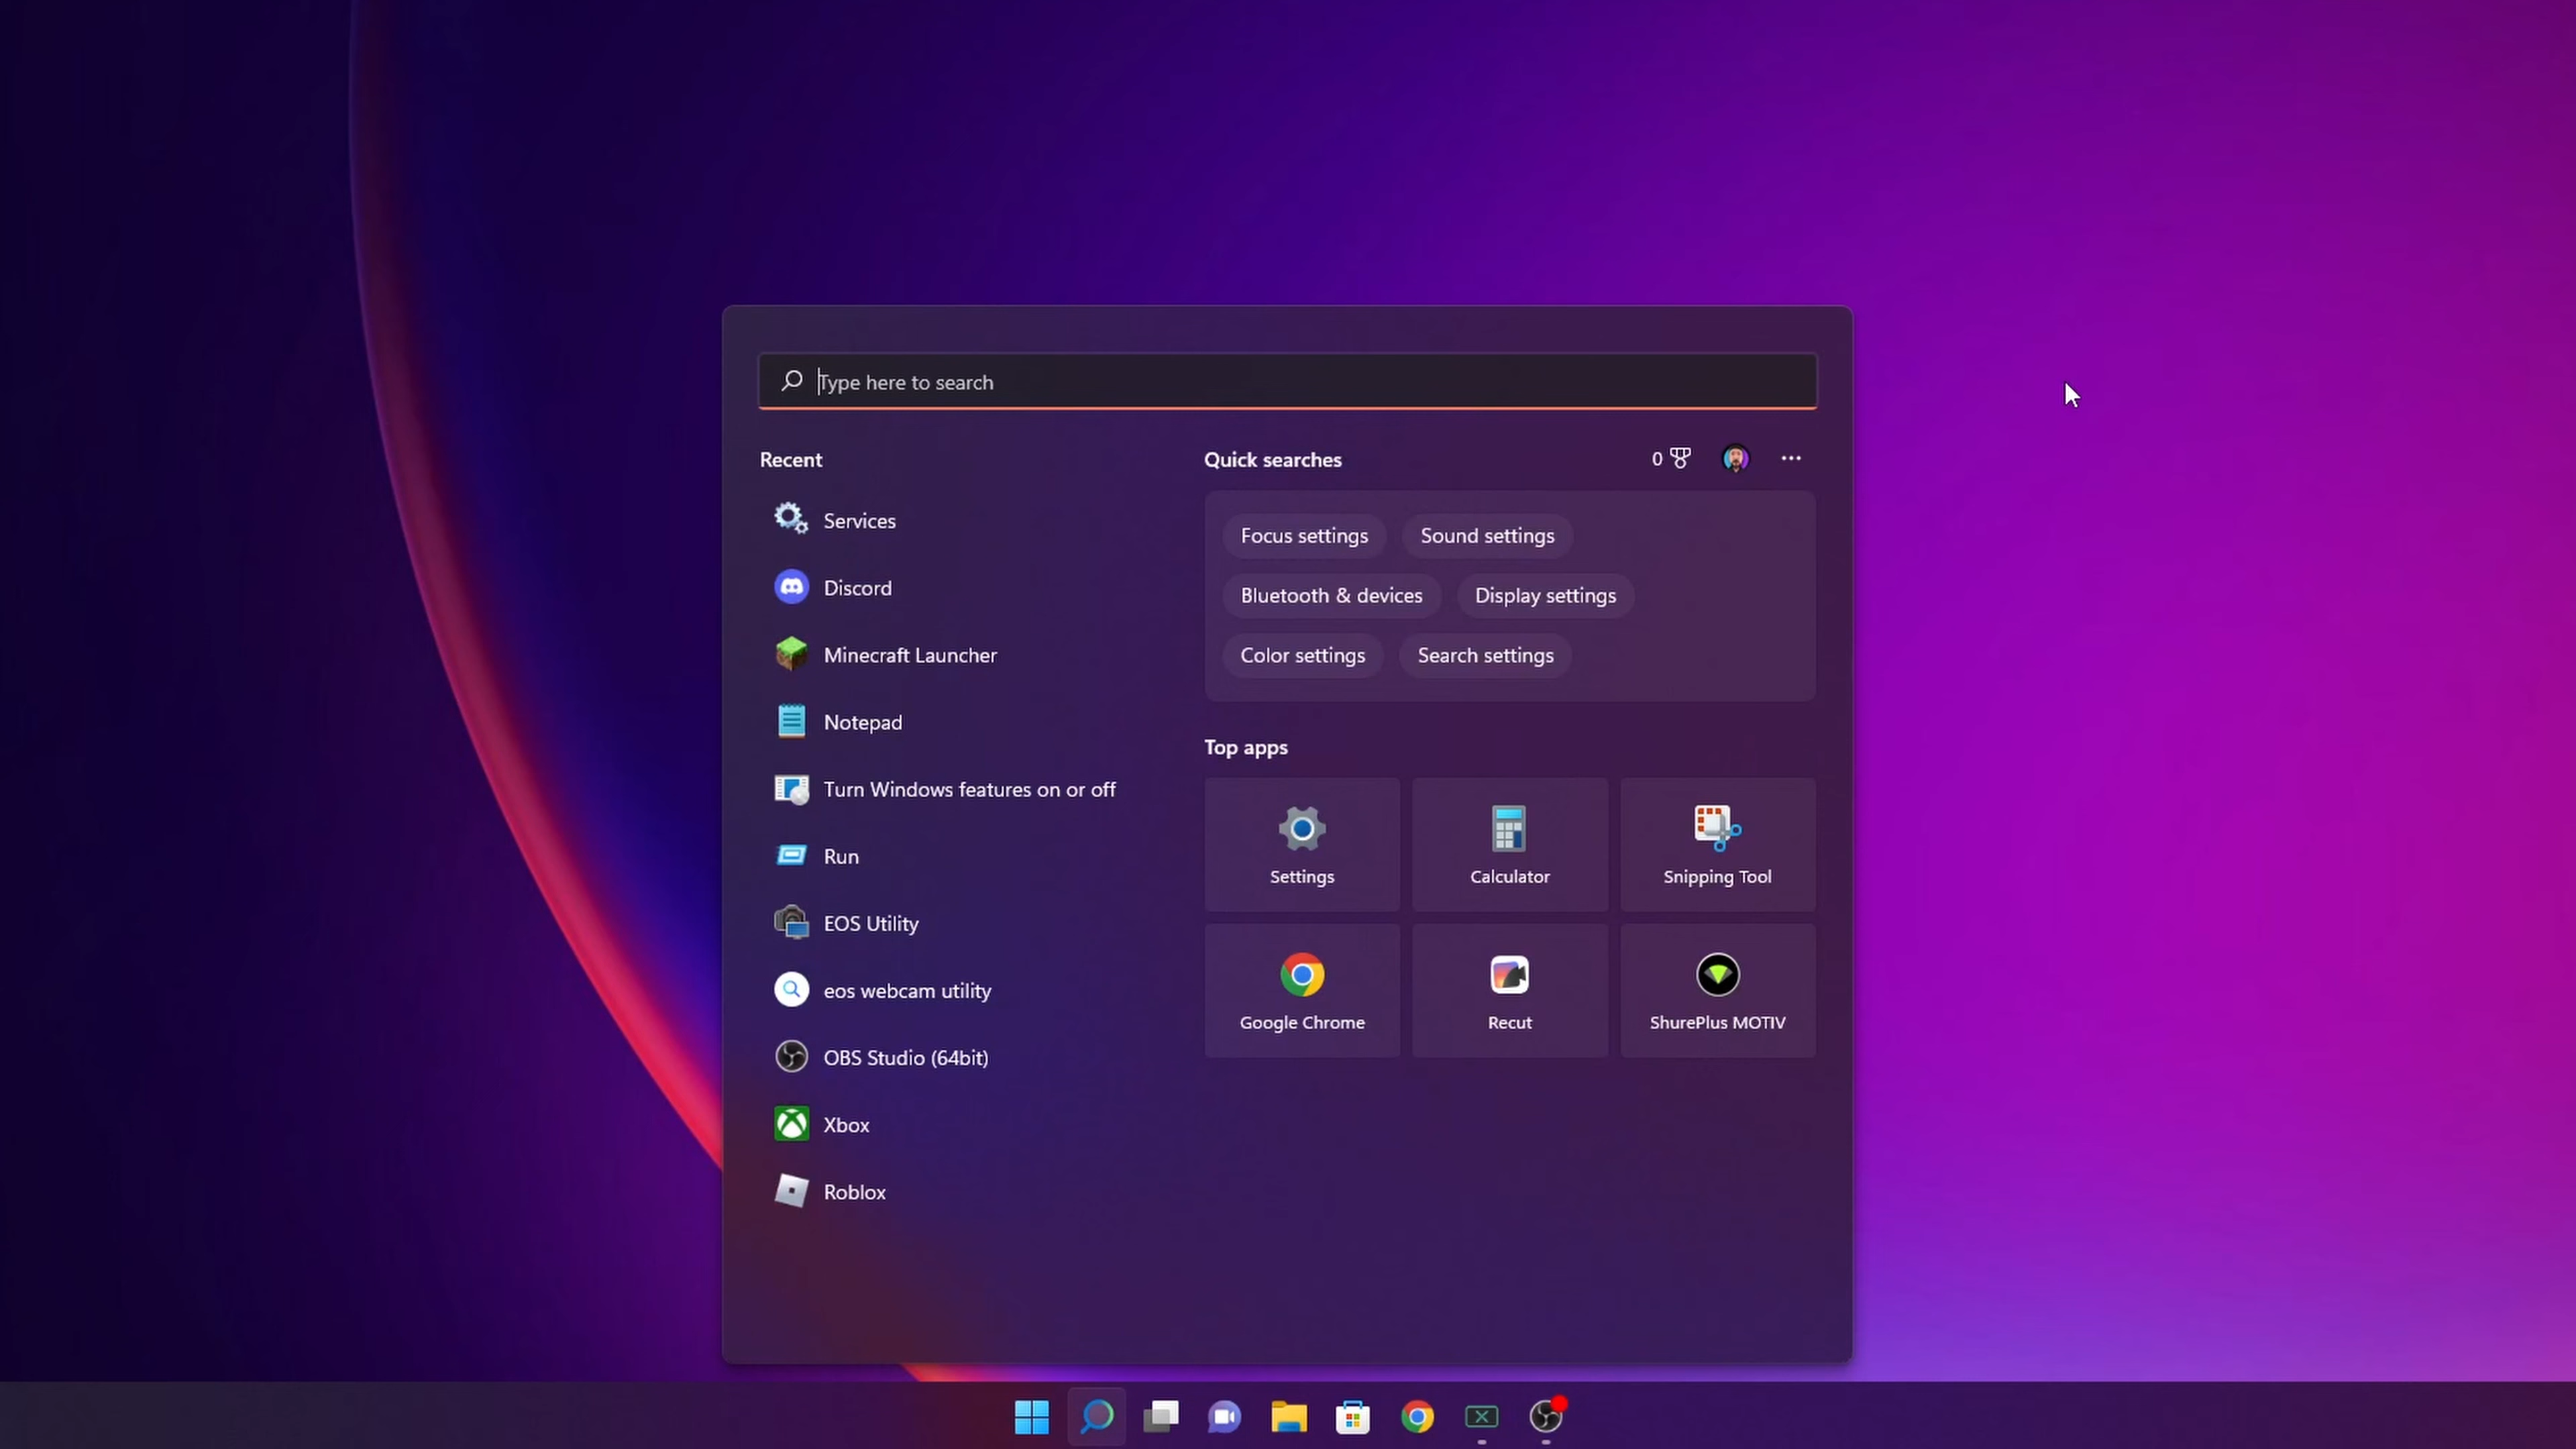 Type here to search
Recent
Services
Discord
Minecraft Launcher
Notepad
Turn Windows features on or off
Run
EOS Utility
eos webcam utility
OBS Studio (64bit)
Xbox
Roblox
Quick searches
0
Focus settings
Sound settings
Bluetooth & devices
Display settings
Color settings
Search settings
Top apps
Settings
Calculator
Snipping Tool
Google Chrome
Recut
ShurePlus MOTIV